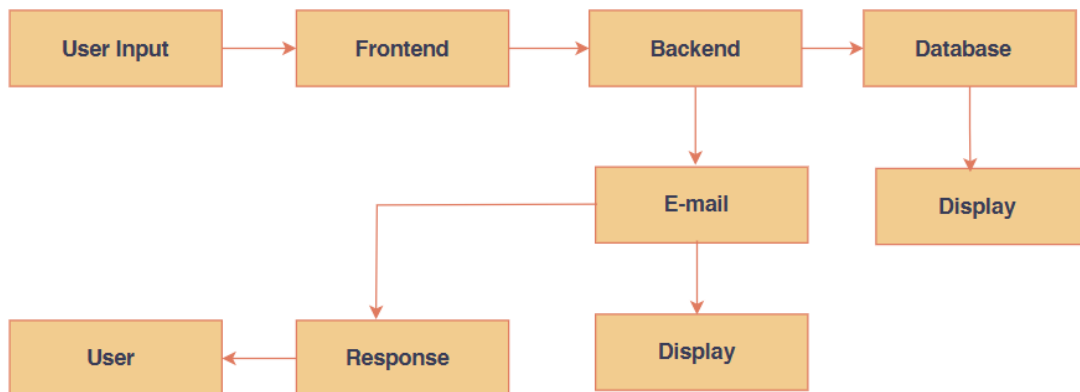 User Input
Frontend
Backend
Database
E-mail
Display
User
Response
Display